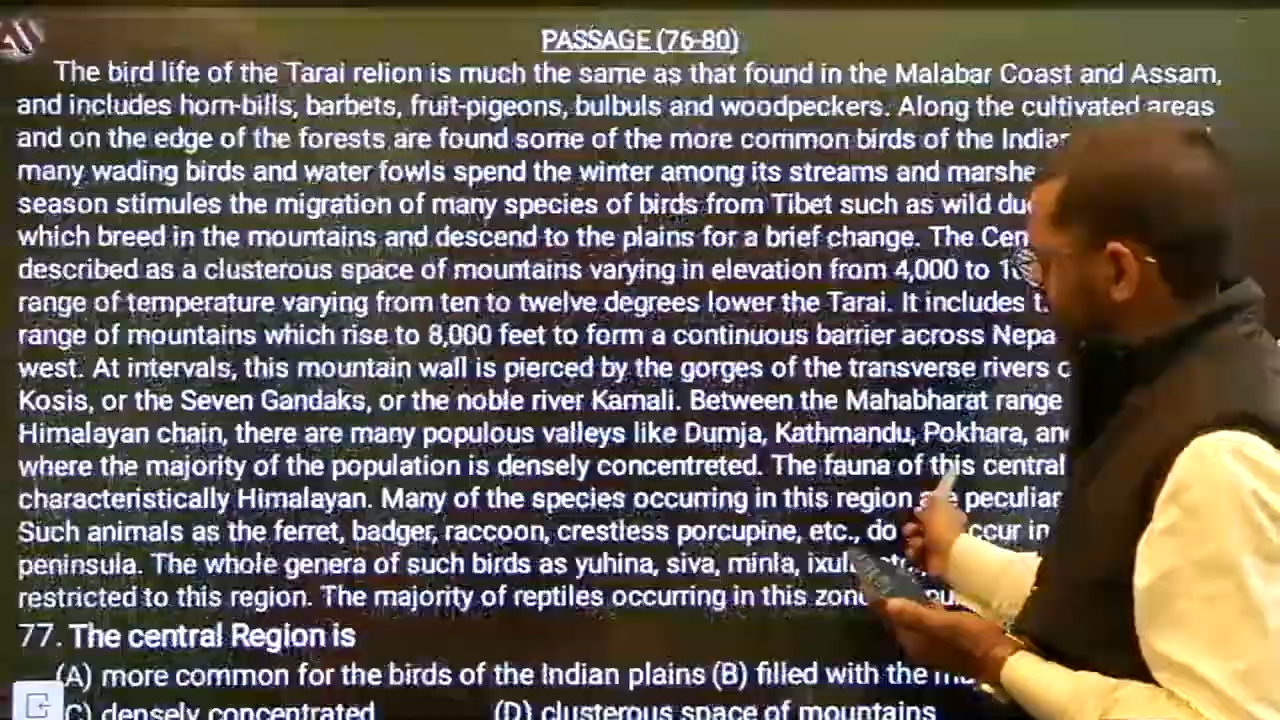 PASSAGE (76-80)
The bird life of the Tarai relion is much the same as that found in the Malabar Coast and Assam,
and includes horn-bills, barbets, fruit-pigeons, bulbuls and woodpeckers. Along the cultivated areas
and on the edge of the forests are found some of the more common birds of the
many wading birds and water fowls spend the winter among its streams and
season stimules the migration of many species of birds from Tibet such as wild
which breed in the mountains and descend to the plains for a brief change. The
described as a clusterous space of mountains varying in elevation from 4,000 to
range of temperature varying from ten to twelve degrees lower the Tarai. It includes
range of mountains which rise to 8,000 feet to form a continuous barrier across
west. At intervals, this mountain wall is pierced by the gorges of the transverse rivers
Kosis, or the Seven Gandaks, or the noble river Karnali. Between the Mahabharat range
Himalayan chain, there are many populous valleys like Dumja, Kathmandu, Pokhara,
where the majority of the population is densely concentreted. The fauna of this central
characteristically Himalayan. Many of the species occurring in this region are peculiar
Such animals as the ferret, badger, raccoon, crestless porcupine, etc., do in
peninsula. The whole genera of such birds as yuhina, siva, minla,
restricted to this region. The majority of reptiles occurring in this
77. The central Region is
(A) more common for the birds of the Indian plains (B) filled with the
C) densely concentrated (D) clusterous space of mountains